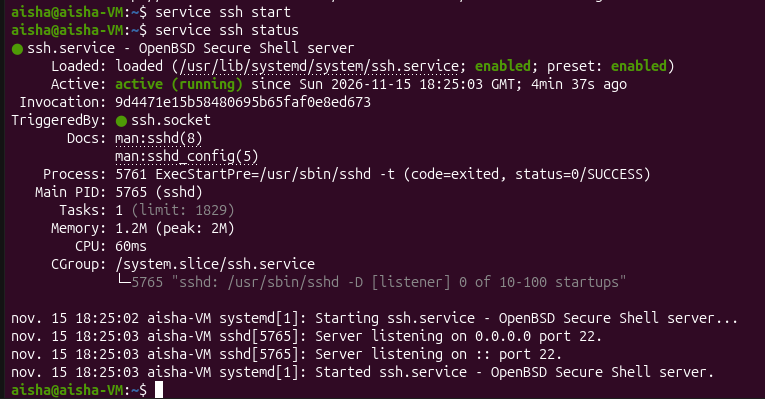 aisha@aisha-VM:~$ service ssh start
aisha@aisha-VM:~$ service ssh status
● ssh.service - OpenBSD Secure Shell server
Loaded: loaded (/usr/lib/systemd/system/ssh.service; enabled; preset: enabled)
Active: active (running) since Sun 2026-11-15 18:25:03 GMT; 4min 37s ago
Invocation: 9d4471e15b58480695b65faf0e8ed673
TriggeredBy: ● ssh.socket
Docs: man:sshd(8)
man:sshd_config(5)
Process: 5761 ExecStartPre=/usr/sbin/sshd -t (code=exited, status=0/SUCCESS)
Main PID: 5765 (sshd)
Tasks: 1 (limit: 1829)
Memory: 1.2M (peak: 2M)
CPU: 60ms
CGroup: /system.slice/ssh.service
└─5765 "sshd: /usr/sbin/sshd -D [listener] 0 of 10-100 startups"
nov. 15 18:25:02 aisha-VM systemd[1]: Starting ssh.service - OpenBSD Secure Shell server...
nov. 15 18:25:03 aisha-VM sshd[5765]: Server listening on 0.0.0.0 port 22.
nov. 15 18:25:03 aisha-VM sshd[5765]: Server listening on :: port 22.
nov. 15 18:25:03 aisha-VM systemd[1]: Started ssh.service - OpenBSD Secure Shell server.
aisha@aisha-VM:~$